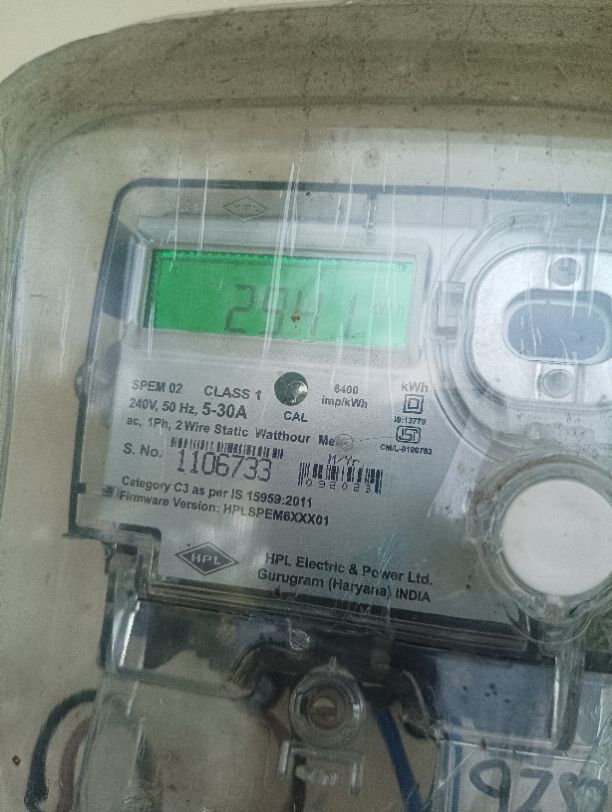 HPL
2941 kWh
SPEM 02 CLASS 1 6400 kWh
240V, 50 Hz, 5-30A CAL imp/kWh
IS:13779
ac, 1Ph, 2 Wire Static Watthour
S. No. 1106733 M/Yr. 092023
Category C3 as per IS 15959:2011
Firmware Version: HPLSPEM6XXX01
HPL
HPL Electric & Power Ltd.
Gurugram (Haryana) INDIA